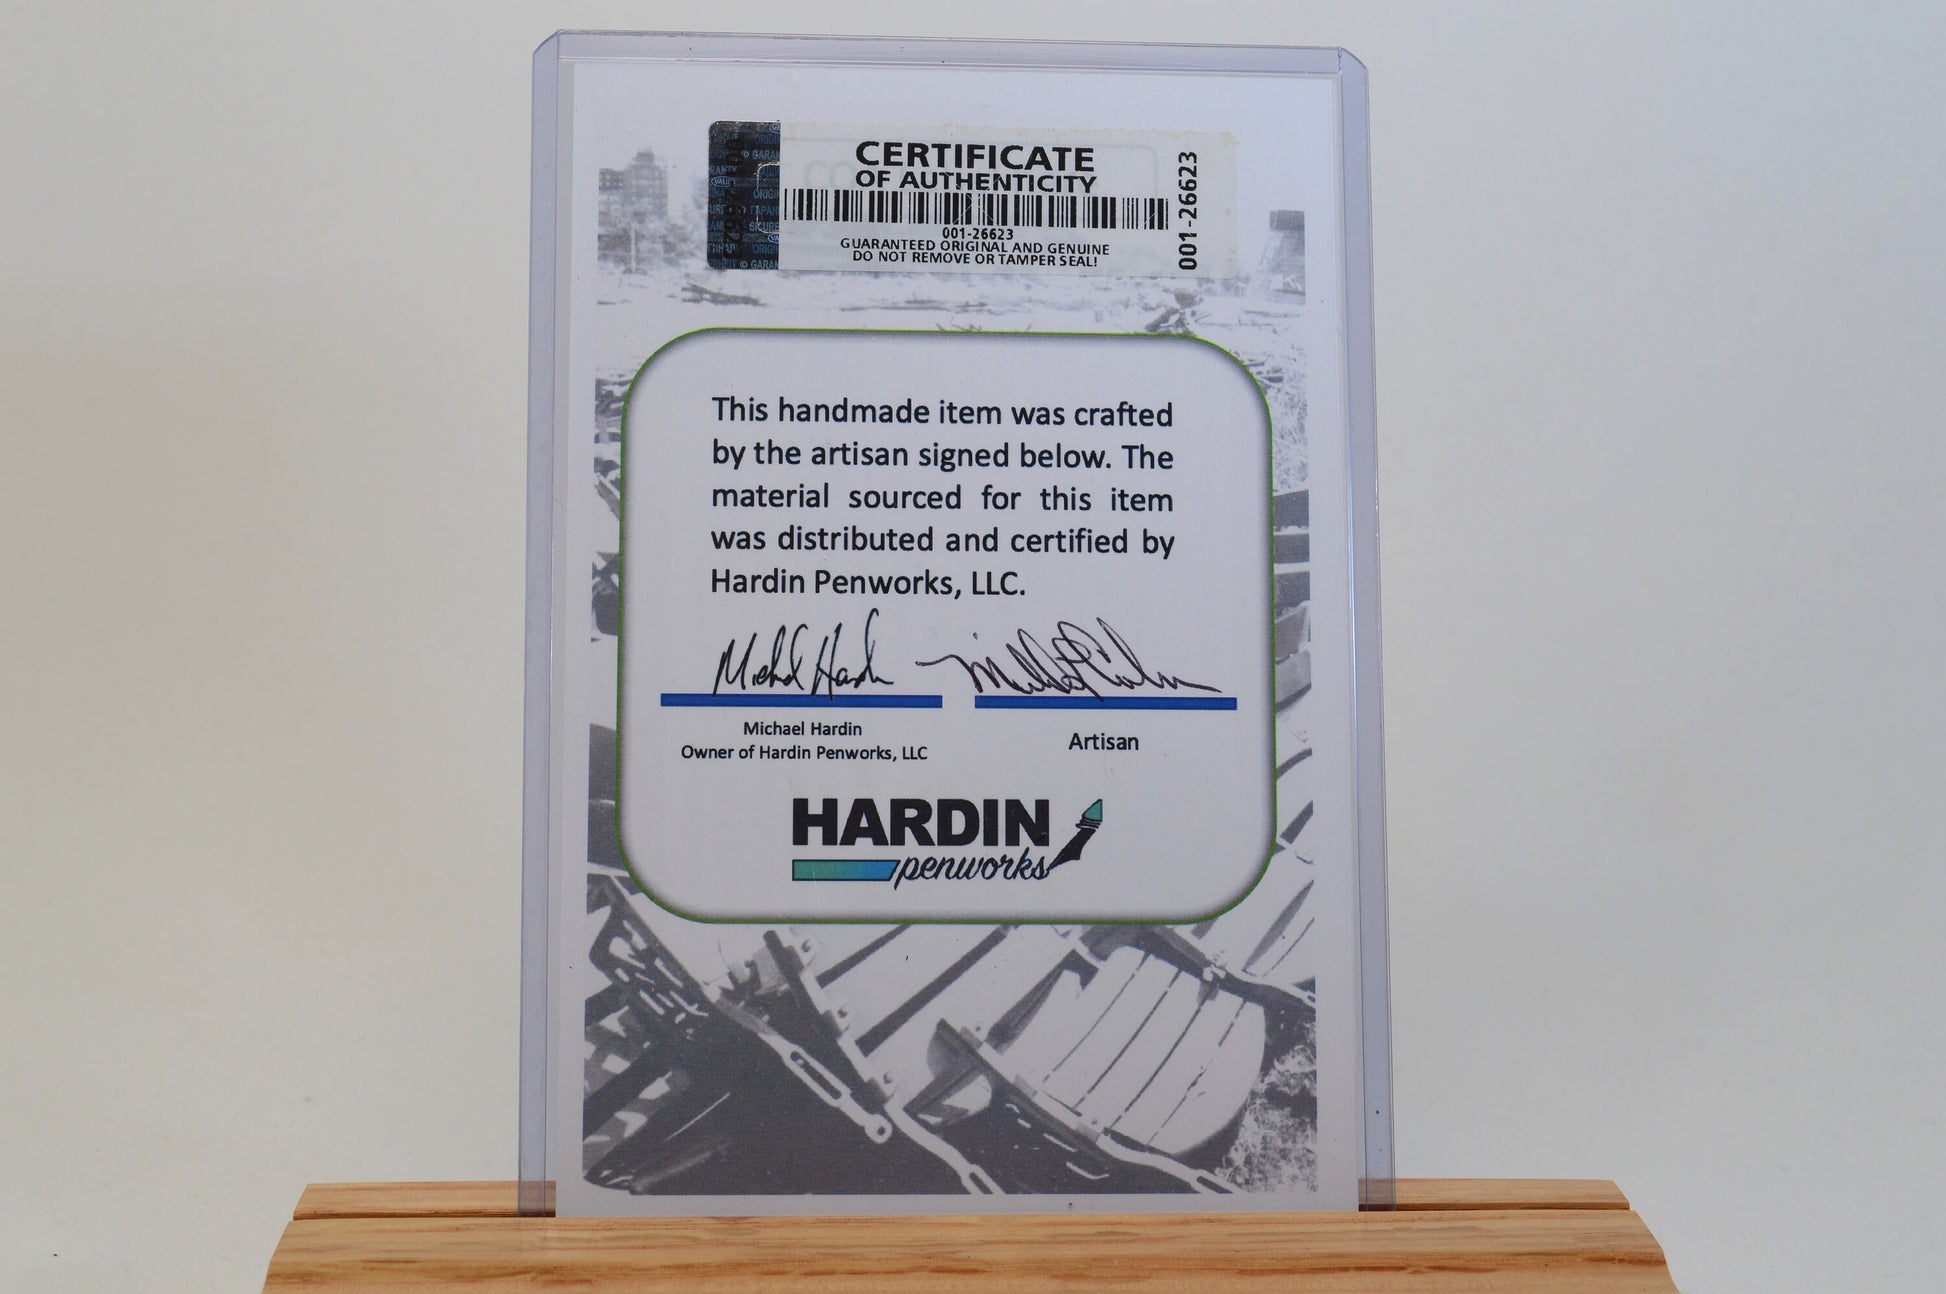 CERTIFICATE
OF AUTHENTICITY
001-26623
GUARANTEED ORIGINAL AND GENUINE
DO NOT REMOVE OR TAMPER SEAL!
001-26623
This handmade item was crafted
by the artisan signed below. The
material sourced for this item
was distributed and certified by
Hardin Penworks, LLC.
Michael Hardin
Michael Hardin
Owner of Hardin Penworks, LLC
Artisan
HARDIN
penworks